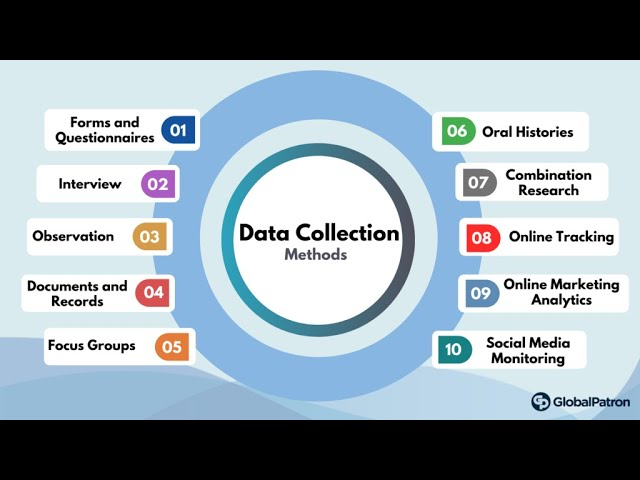 Forms and
Questionnaires
01
Interview
02
Observation
03
Documents and
Records
04
Focus Groups
05
Data Collection
Methods
06
Oral Histories
07
Combination
Research
08
Online Tracking
09
Online Marketing
Analytics
10
Social Media
Monitoring
GlobalPatron